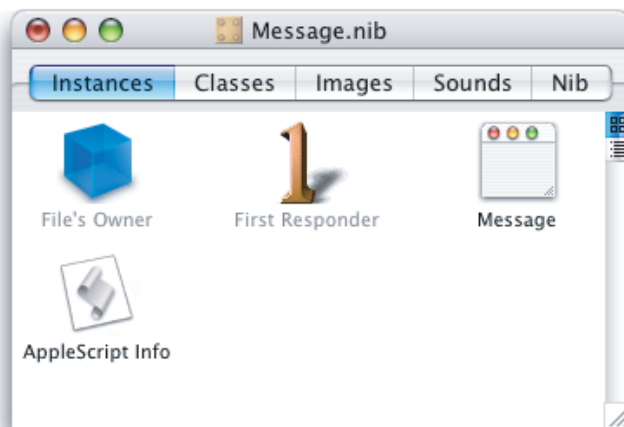 Message.nib
Instances Classes Images Sounds Nib
File's Owner First Responder Message
AppleScript Info